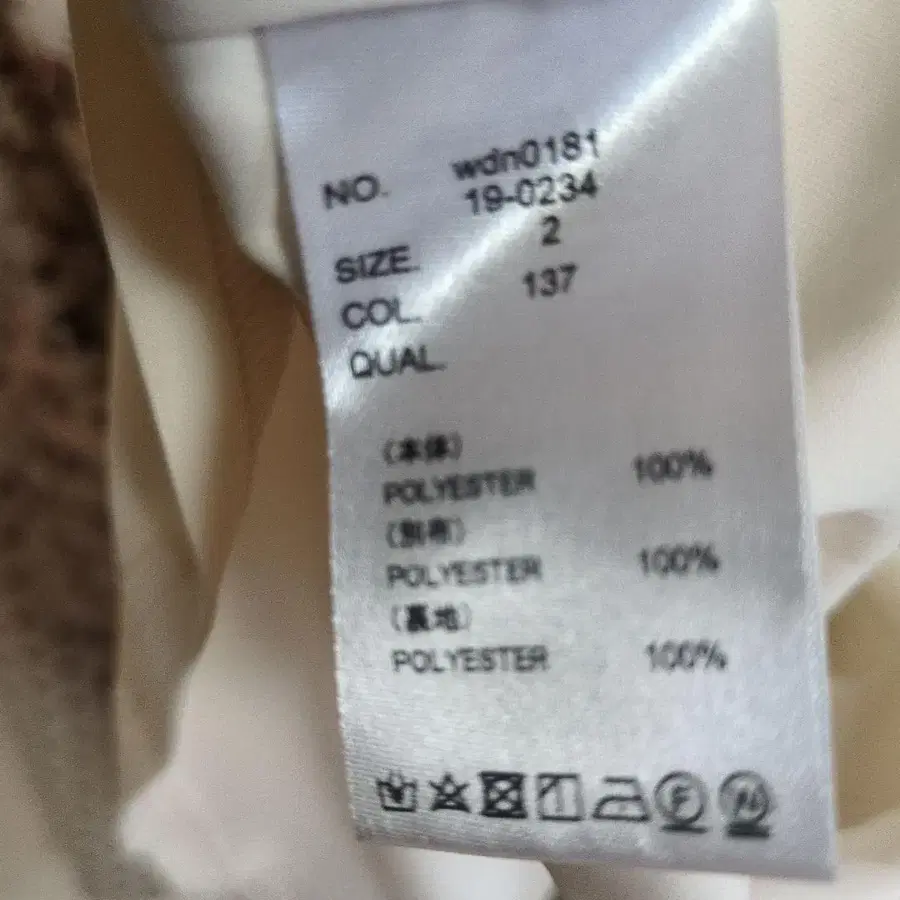 NO. wdn0181
19-0234
SIZE. 2
COL. 137
QUAL.
(本体)
POLYESTER 100%
(別布)
POLYESTER 100%
(裏地)
POLYESTER 100%
F